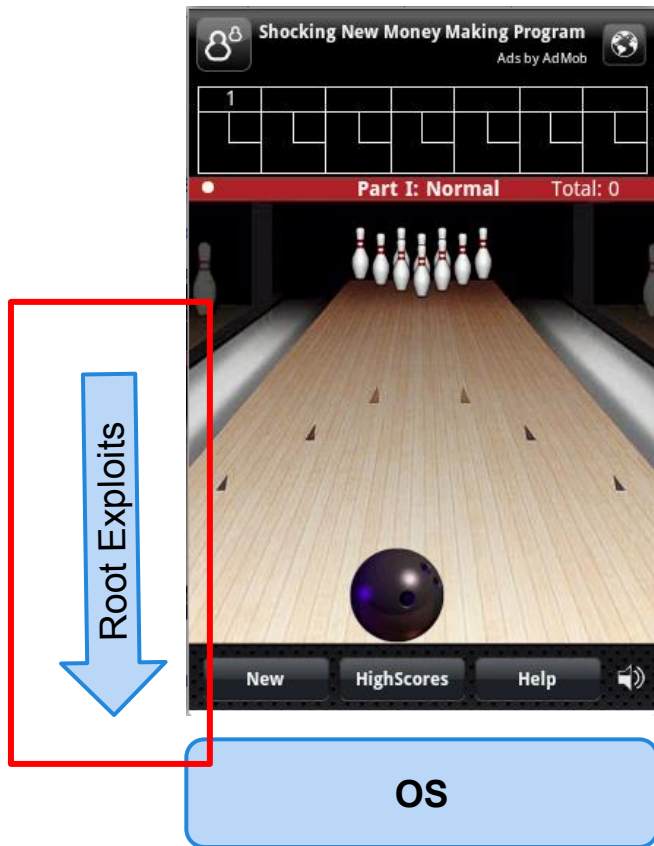 Shocking New Money Making Program
Ads by AdMob
1
Part I: Normal Total: 0
Root Exploits
New HighScores Help
OS